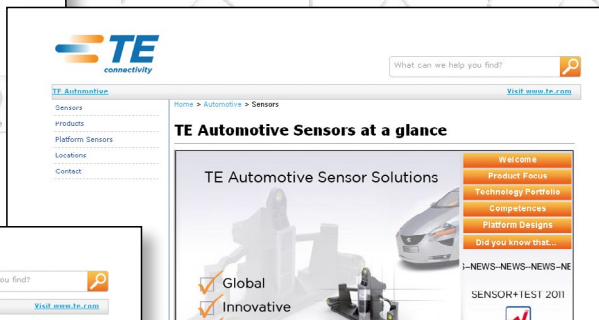 TE
connectivity
What can we help you find?
TE Automotive
Visit www.te.com
Home > Automotive > Sensors
Sensors
Products
Platform Sensors
Locations
Contact
TE Automotive Sensors at a glance
TE Automotive Sensor Solutions
Global
Innovative
Welcome
Product Focus
Technology Portfolio
Competences
Platform Designs
Did you know that...
-NEWS--NEWS--NEWS--NE
SENSOR+TEST 2011
ou find?
Visit www.te.com